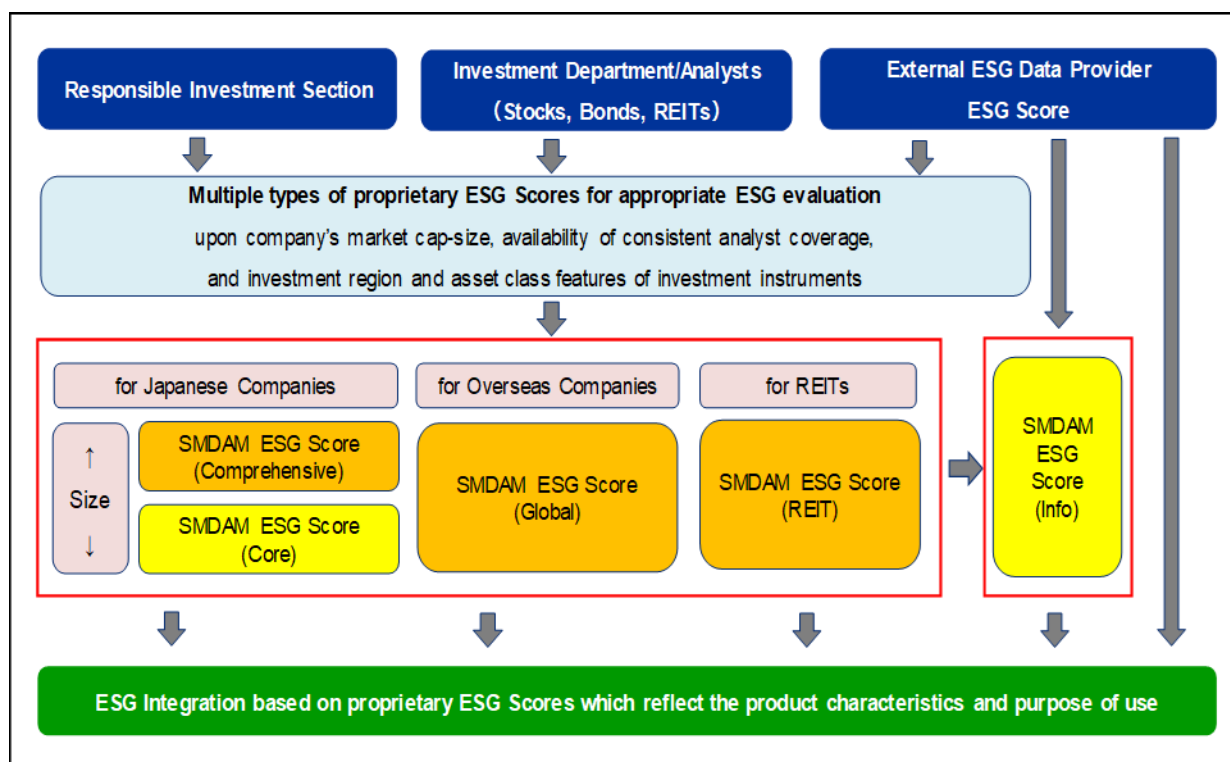 Responsible Investment Section
Investment Department/Analysts
(Stocks, Bonds, REITs)
External ESG Data Provider
ESG Score
Multiple types of proprietary ESG Scores for appropriate ESG evaluation
upon company's market cap-size, availability of consistent analyst coverage,
and investment region and asset class features of investment instruments
for Japanese Companies
for Overseas Companies
for REITs
↑
Size
↓
SMDAM ESG Score
(Comprehensive)
SMDAM ESG Score
(Core)
SMDAM ESG Score
(Global)
SMDAM ESG Score
(REIT)
SMDAM
ESG
Score
(Info)
ESG Integration based on proprietary ESG Scores which reflect the product characteristics and purpose of use